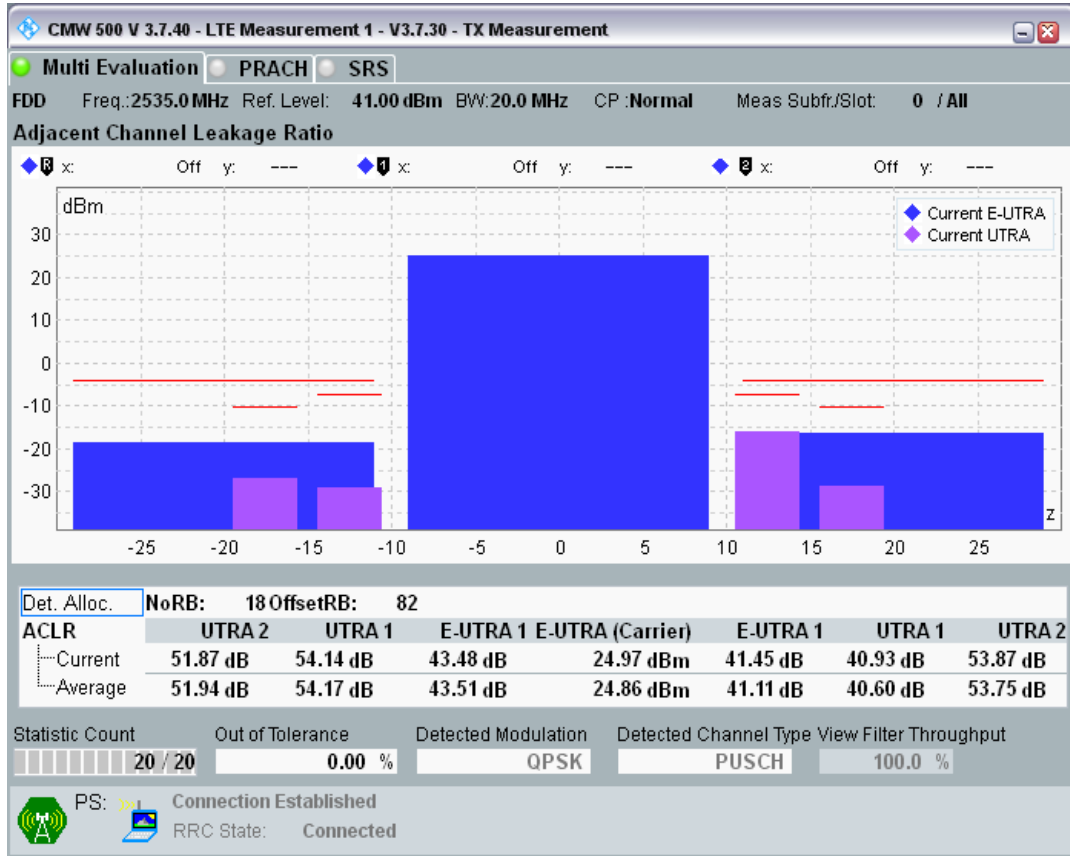 CMW 500 V 3.7.40 - LTE Measurement 1 - V3.7.30 - TX Measurement
Multi Evaluation PRACH SRS
FDD Freq.:2535.0 MHz Ref. Level: 41.00 dBm BW:20.0 MHz CP :Normal Meas Subfr./Slot: 0 / All
Adjacent Channel Leakage Ratio
R x: Off y: --- 1 x: Off y: --- 2 x: Off y: ---
dBm
Current E-UTRA
Current UTRA
30
20
10
0
-10
-20
-30
z
-25 -20 -15 -10 -5 0 5 10 15 20 25
Det. Alloc. NoRB: 18 OffsetRB: 82
ACLR UTRA 2 UTRA 1 E-UTRA 1 E-UTRA (Carrier) E-UTRA 1 UTRA 1 UTRA 2
Current 51.87 dB 54.14 dB 43.48 dB 24.97 dBm 41.45 dB 40.93 dB 53.87 dB
Average 51.94 dB 54.17 dB 43.51 dB 24.86 dBm 41.11 dB 40.60 dB 53.75 dB
Statistic Count Out of Tolerance Detected Modulation Detected Channel Type View Filter Throughput
20 / 20 0.00 % QPSK PUSCH 100.0 %
PS: Connection Established
RRC State: Connected